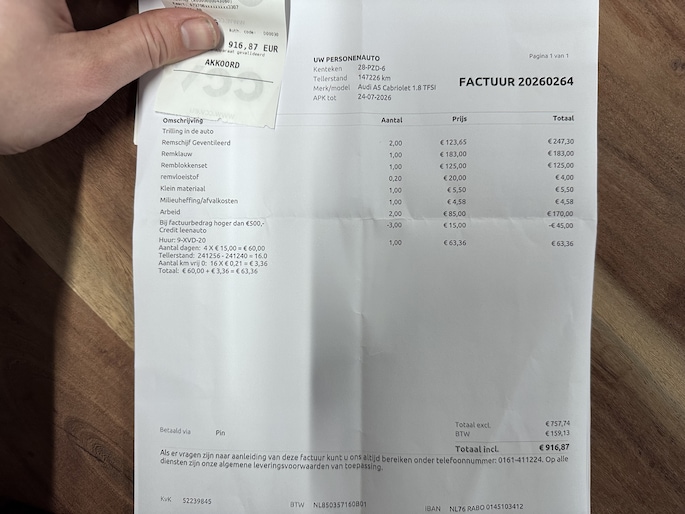 916,87 EUR
AKKOORD
UW PERSONENAUTO
Kenteken 28-PZD-6
Tellerstand 147226 km
Merk/model Audi A5 Cabriolet 1.8 TFSI
APK tot 24-07-2026
Pagina 1 van 1
FACTUUR 20260264
Omschrijving Aantal Prijs Totaal
Trilling in de auto
Remschijf Geventileerd 2,00 € 123,65 € 247,30
Remklauw 1,00 € 183,00 € 183,00
Remblokkenset 1,00 € 125,00 € 125,00
remvloeistof 0,20 € 20,00 € 4,00
Klein materiaal 1,00 € 5,50 € 5,50
Milieuheffing/afvalkosten 1,00 € 4,58 € 4,58
Arbeid 2,00 € 85,00 € 170,00
Bij factuurbedrag hoger dan €500,- -3,00 € 15,00 -€ 45,00
Credit leenauto
Huur: 9-XVD-20 1,00 € 63,36 € 63,36
Aantal dagen: 4 X € 15,00 = € 60,00
Tellerstand: 241256 - 241240 = 16.0
Aantal km vrij 0: 16 X € 0,21 = € 3,36
Totaal: € 60,00 + € 3,36 = € 63,36
Betaald via Pin
Totaal excl. € 757,74
BTW € 159,13
Totaal incl. € 916,87
Als er vragen zijn naar aanleiding van deze factuur kunt u ons altijd bereiken onder telefoonnummer: 0161-411224. Op alle
diensten zijn onze algemene leveringsvoorwaarden van toepassing.
KvK 52239845 BTW NL850357160B01 IBAN NL76 RABO 0145103412